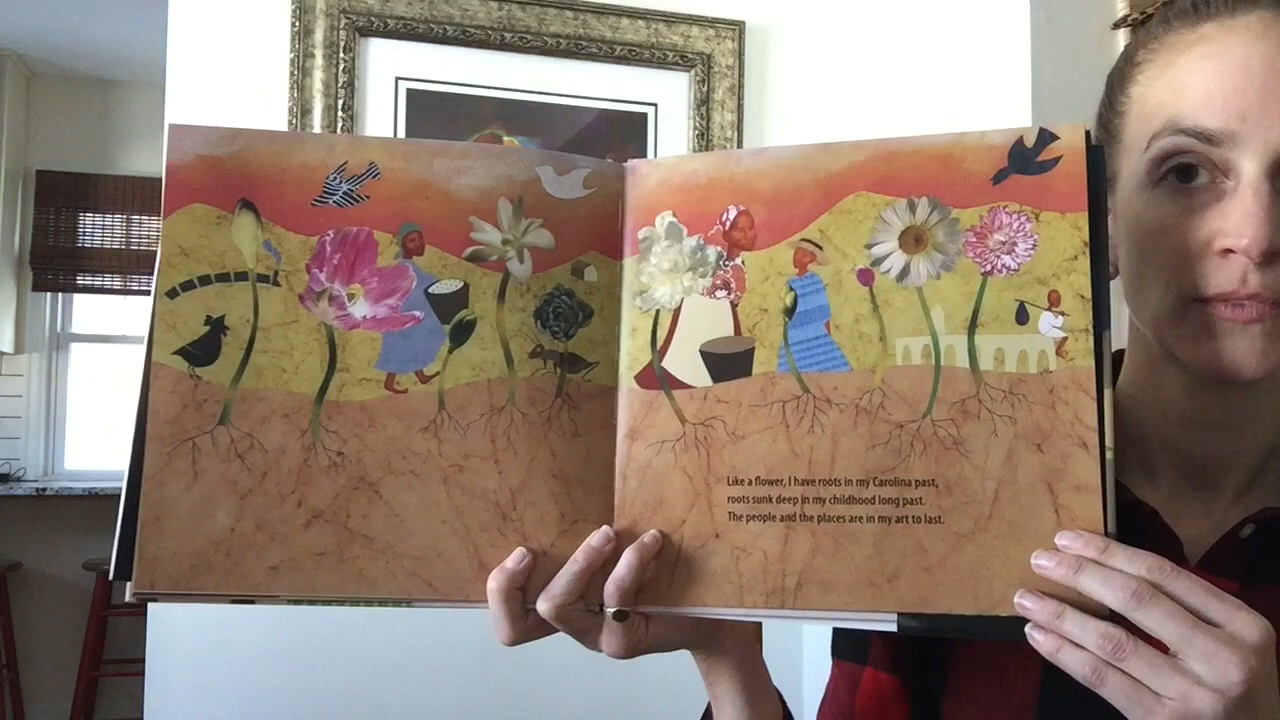 Like a flower, I have roots in my Carolina past,
roots sunk deep in my childhood long past.
The people and the places are in my art to last.